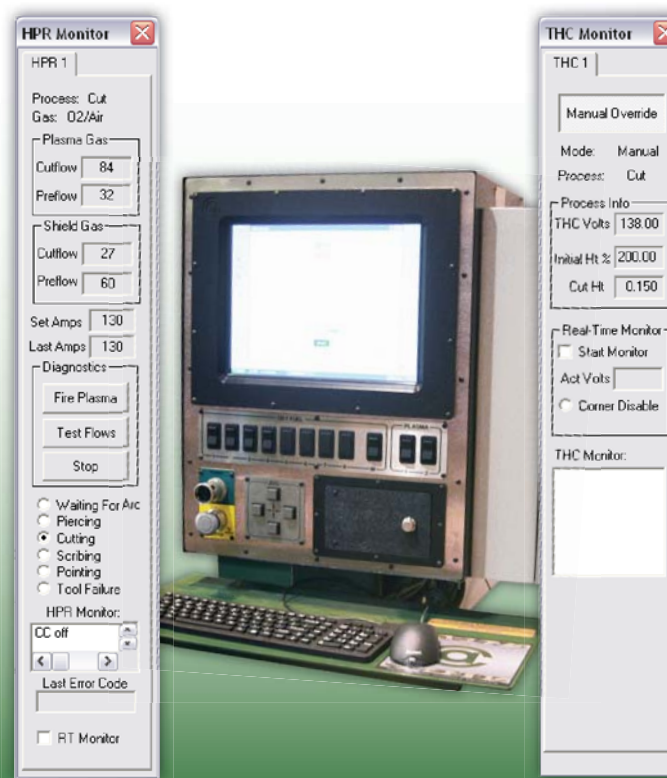 HPR Monitor
HPR 1
Process: Cut
Gas: O2/Air
Plasma Gas
Cutflow 84
Preflow 32
Shield Gas
Cutflow 27
Preflow 60
Set Amps 130
Last Amps 130
Diagnostics
Fire Plasma
Test Flows
Stop
Waiting For Arc
Piercing
Cutting
Scribing
Pointing
Tool Failure
HPR Monitor:
CC off
Last Error Code
RT Monitor
PLASMA
THC Monitor
THC 1
Manual Override
Mode: Manual
Process: Cut
Process Info
THC Volts 138.00
Initial Ht % 200.00
Cut Ht 0.150
Real-Time Monitor
Start Monitor
Act Volts
Corner Disable
THC Monitor: